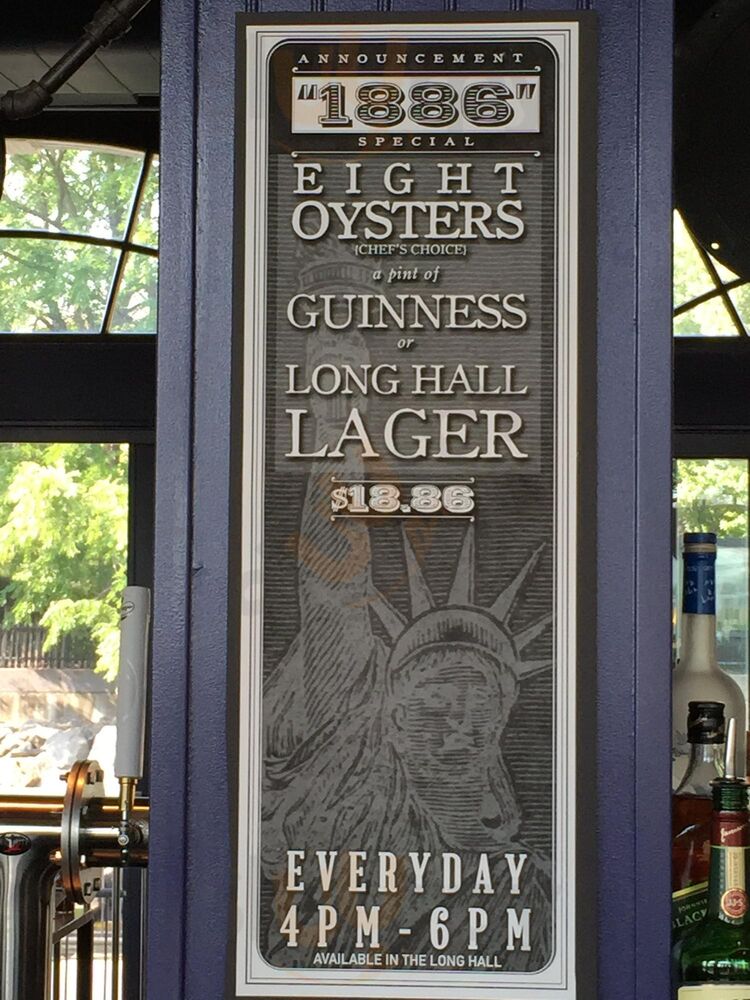 ANNOUNCEMENT
"1886"
SPECIAL
EIGHT
OYSTERS
{CHEF'S CHOICE}
a pint of
GUINNESS
or
LONG HALL
LAGER
$18.86
EVERYDAY
4PM-6PM
AVAILABLE IN THE LONG HALL